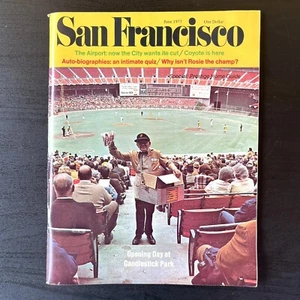 June 1977 One Dollar
San Francisco
The Airport: now the City wants its cut/ Coyote is here
Auto-biographies: an intimate quiz/ Why isn't Rosie the champ?
Opening Day at
Candlestick Park